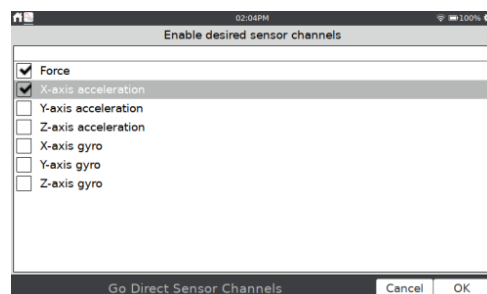 02:04PM
100%
Enable desired sensor channels
Force
X-axis acceleration
Y-axis acceleration
Z-axis acceleration
X-axis gyro
Y-axis gyro
Z-axis gyro
Go Direct Sensor Channels
Cancel
OK